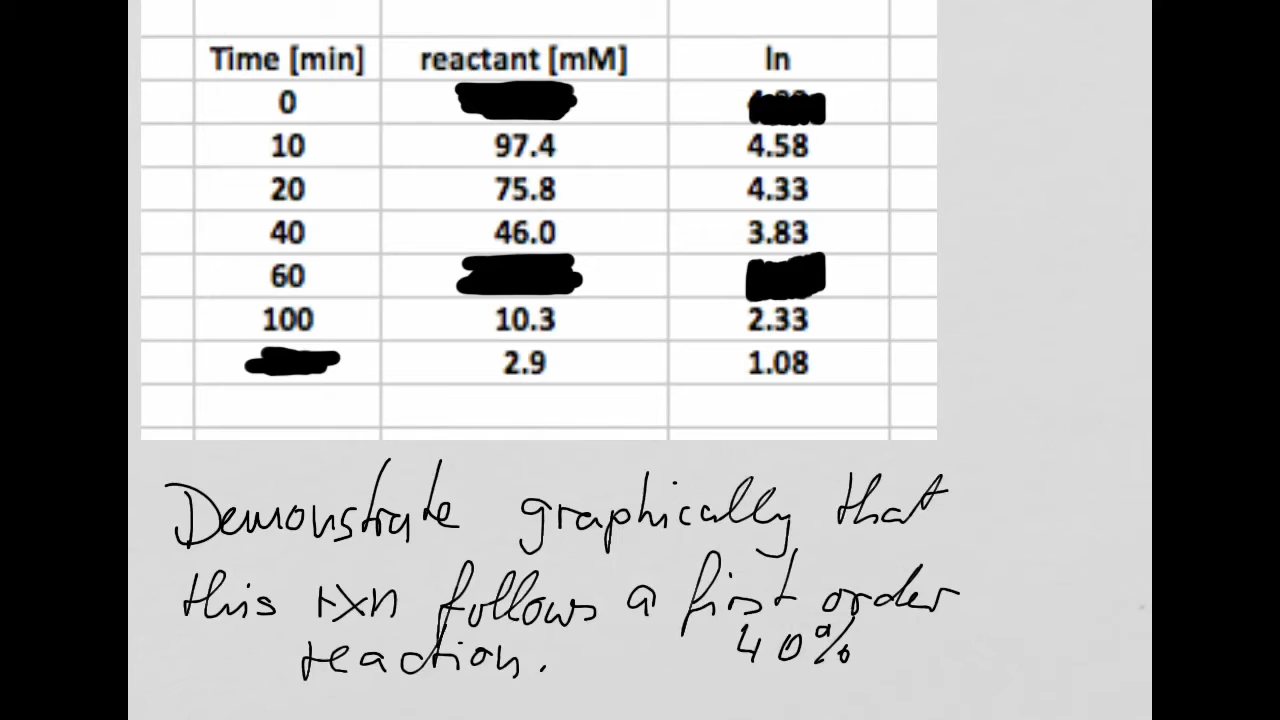 Time [min] reactant [mM] ln
0
10 97.4 4.58
20 75.8 4.33
40 46.0 3.83
60
100 10.3 2.33
2.9 1.08
Demonstrate graphically that
this rxn follows a first order
reaction. 40%